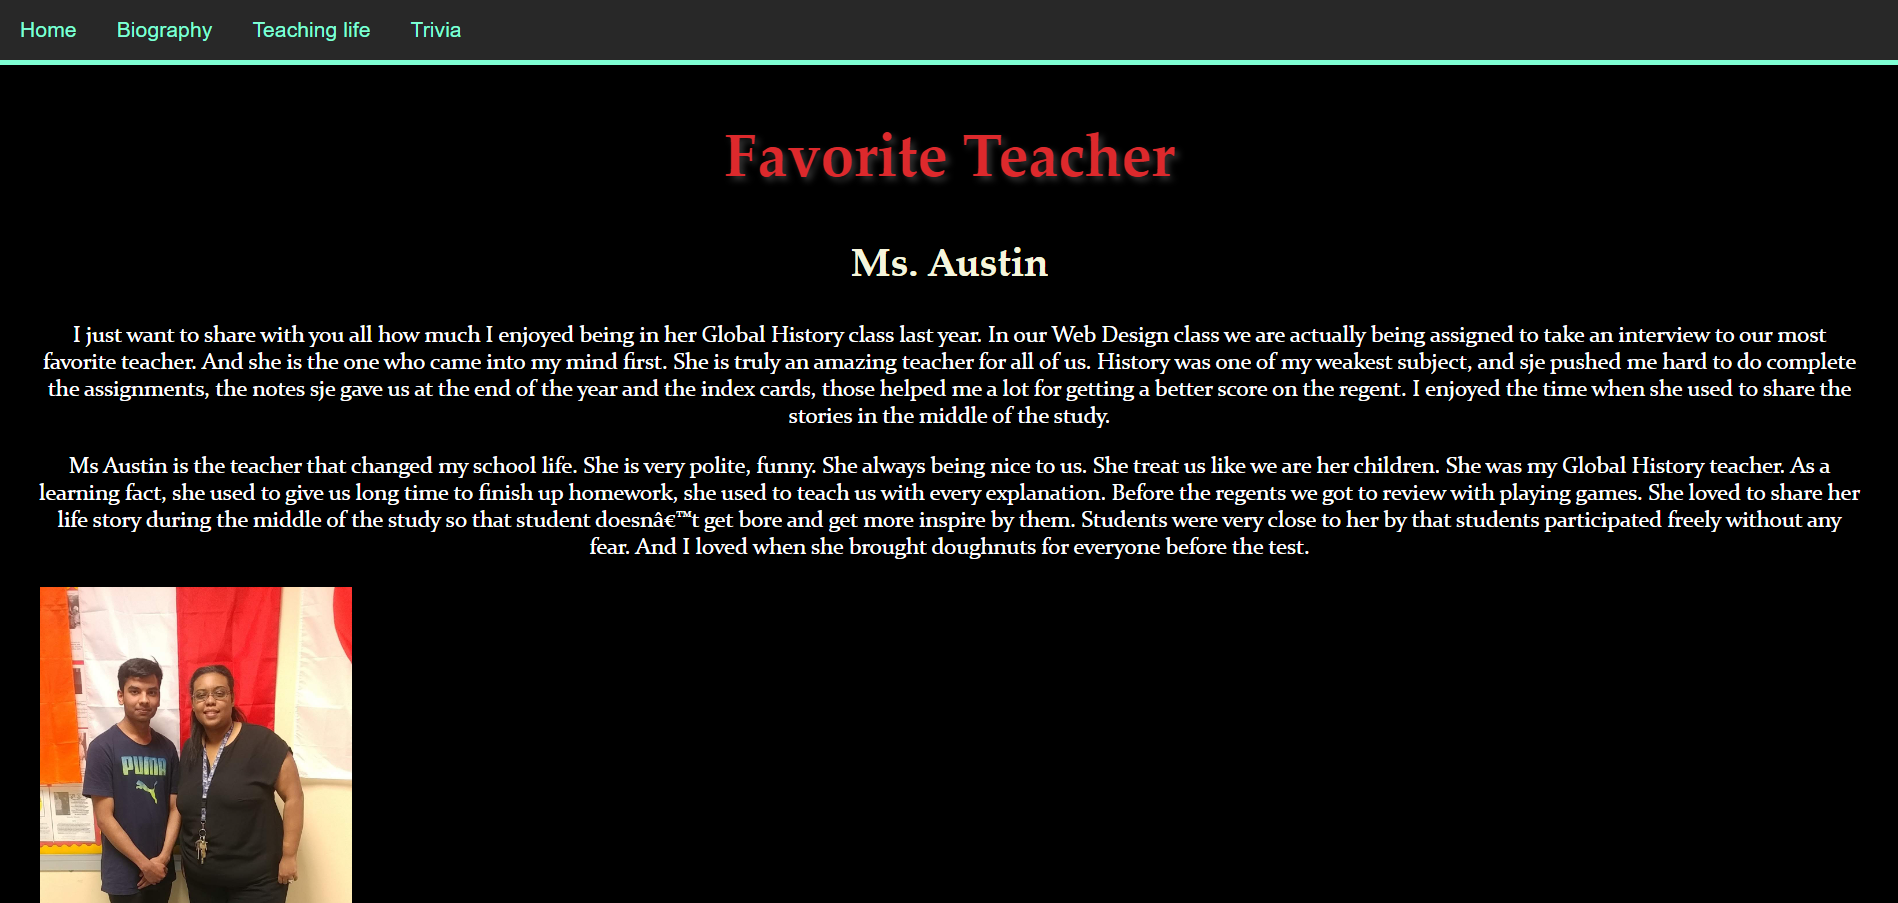 Home Biography Teaching life Trivia
Favorite Teacher
Ms. Austin
I just want to share with you all how much I enjoyed being in her Global History class last year. In our Web Design class we are actually being assigned to take an interview to our most
favorite teacher. And she is the one who came into my mind first. She is truly an amazing teacher for all of us. History was one of my weakest subject, and sje pushed me hard to do complete
the assignments, the notes sje gave us at the end of the year and the index cards, those helped me a lot for getting a better score on the regent. I enjoyed the time when she used to share the
stories in the middle of the study.
Ms Austin is the teacher that changed my school life. She is very polite, funny. She always being nice to us. She treat us like we are her children. She was my Global History teacher. As a
learning fact, she used to give us long time to finish up homework, she used to teach us with every explanation. Before the regents we got to review with playing games. She loved to share her
life story during the middle of the study so that student doesnâ€™t get bore and get more inspire by them. Students were very close to her by that students participated freely without any
fear. And I loved when she brought doughnuts for everyone before the test.
PUMA